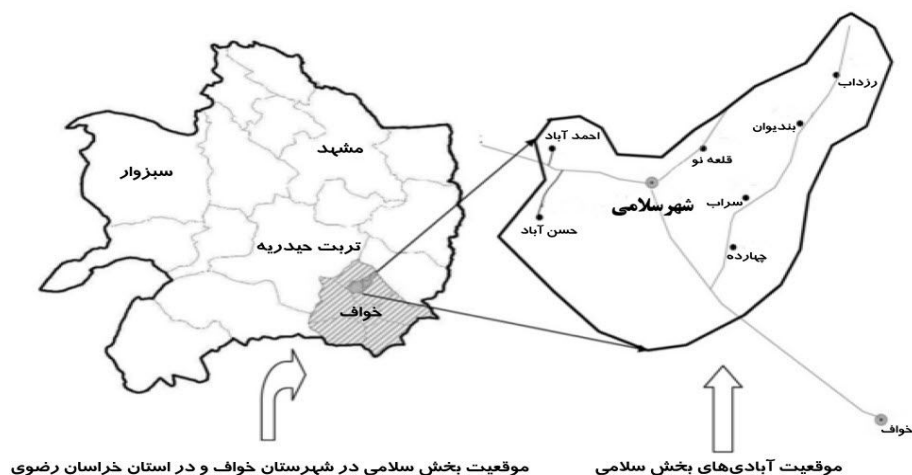 رزداب
بندیوان
احمد آباد
قلعه نو
مشهد
سبزوار
سراب
شهرسلامی
حسن آباد
تربت حیدریه
چهارده
خواف
خواف
موقعیت آبادی‌های بخش سلامی
موقعیت بخش سلامی در شهرستان خواف و در استان خراسان رضوی